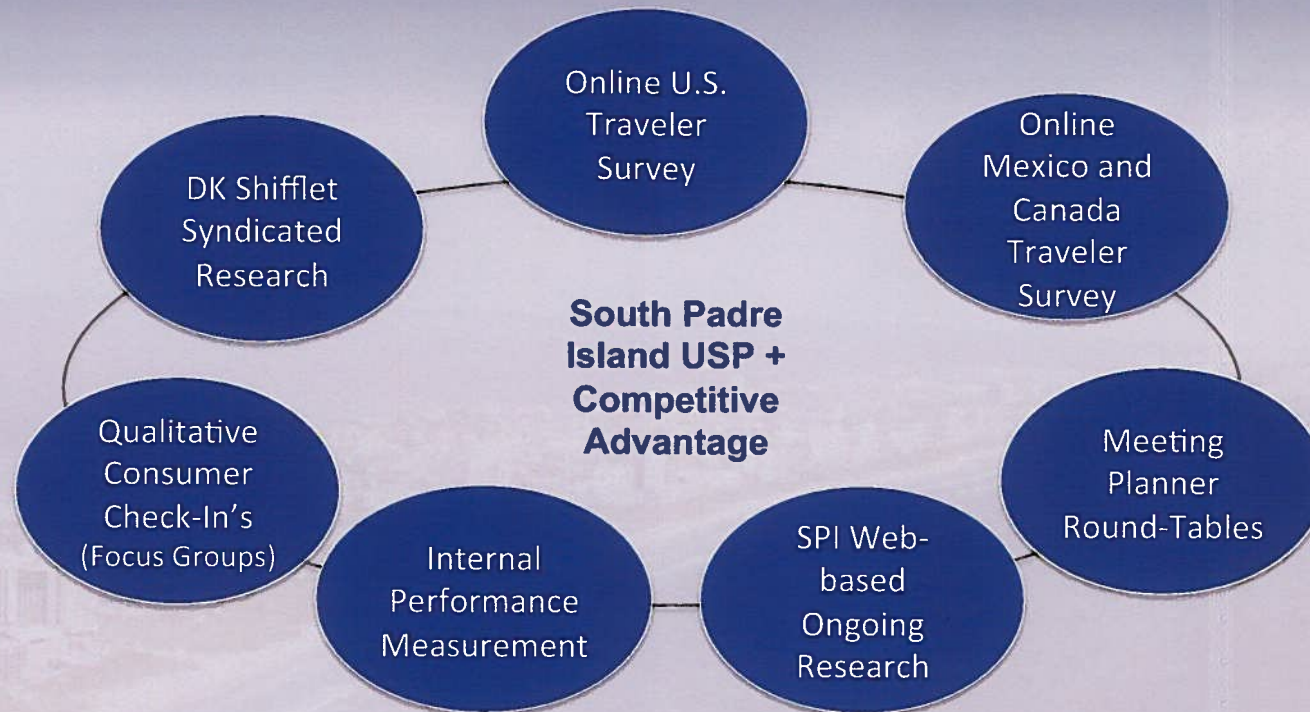 Online U.S.
Traveler
Survey
Online
Mexico and
Canada
Traveler
Survey
Meeting
Planner
Round-Tables
SPI Web-
based
Ongoing
Research
Internal
Performance
Measurement
Qualitative
Consumer
Check-In’s
(Focus Groups)
DK Shifflet
Syndicated
Research
South Padre
Island USP +
Competitive
Advantage